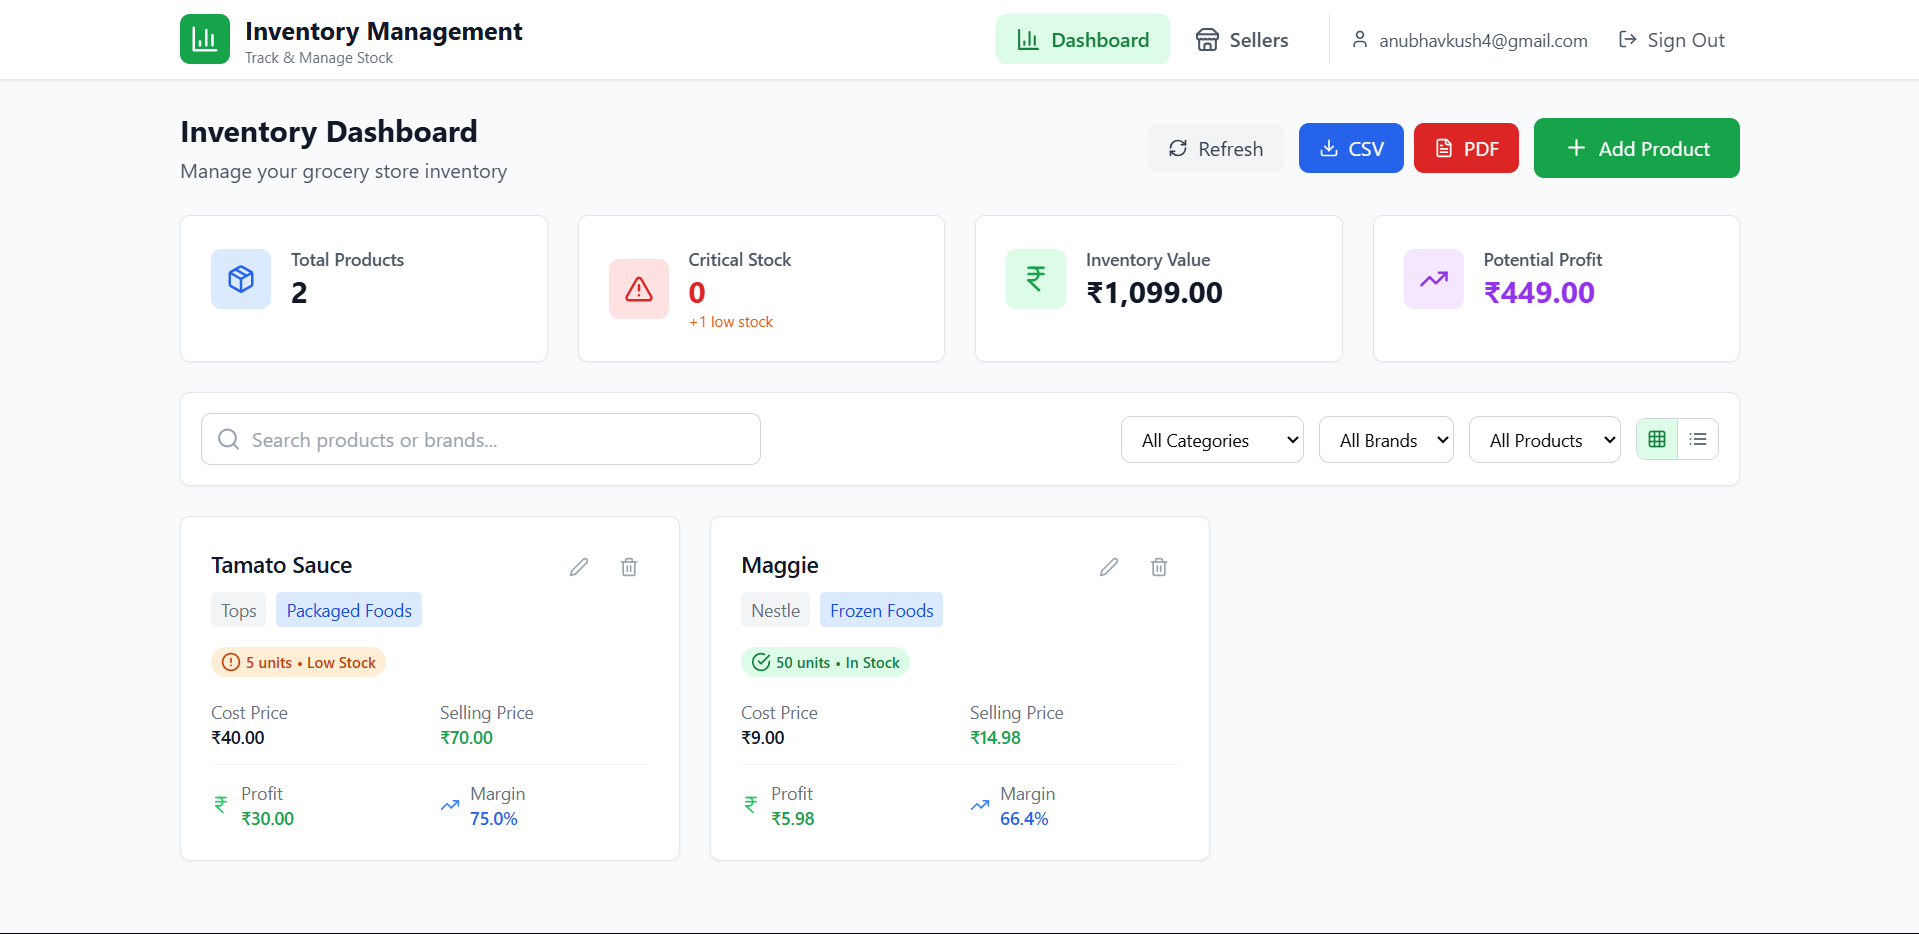 Inventory Management
Track & Manage Stock
Dashboard
Sellers
anubhavkush4@gmail.com
Sign Out
Inventory Dashboard
Manage your grocery store inventory
Refresh
CSV
PDF
Add Product
Total Products
2
Critical Stock
0
+1 low stock
Inventory Value
₹1,099.00
Potential Profit
₹449.00
Search products or brands...
All Categories
All Brands
All Products
Tamato Sauce
Tops
Packaged Foods
5 units • Low Stock
Cost Price
₹40.00
Selling Price
₹70.00
₹
Profit
₹30.00
Margin
75.0%
Maggie
Nestle
Frozen Foods
50 units • In Stock
Cost Price
₹9.00
Selling Price
₹14.98
₹
Profit
₹5.98
Margin
66.4%